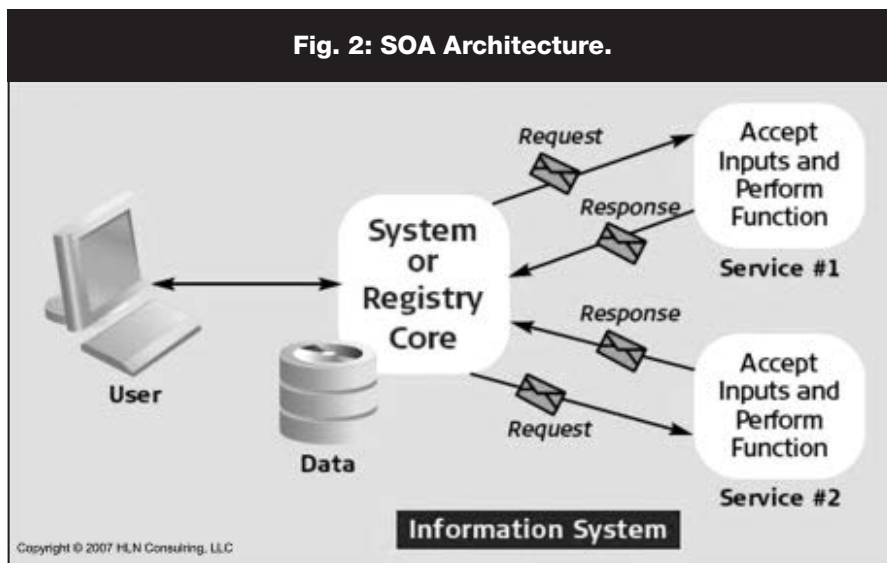 Fig. 2: SOA Architecture.
Request
Accept
Inputs and
Perform
Function
Service #1
Response
System
or
Registry
Core
User
Data
Response
Request
Accept
Inputs and
Perform
Function
Service #2
Information System
Copyright © 2007 HLN Consulring, LLC